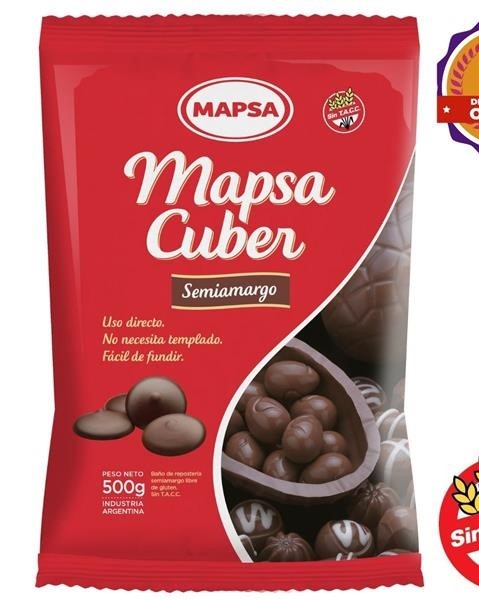 MAPSA
Sin T.A.C.C.
Mapsa
Cuber
Semiamargo
Uso directo.
No necesita templado.
Fácil de fundir.
PESO NETO
500g
INDUSTRIA
ARGENTINA
Baño de repostería
semiamargo libre
de gluten.
Sin T.A.C.C.
Sin